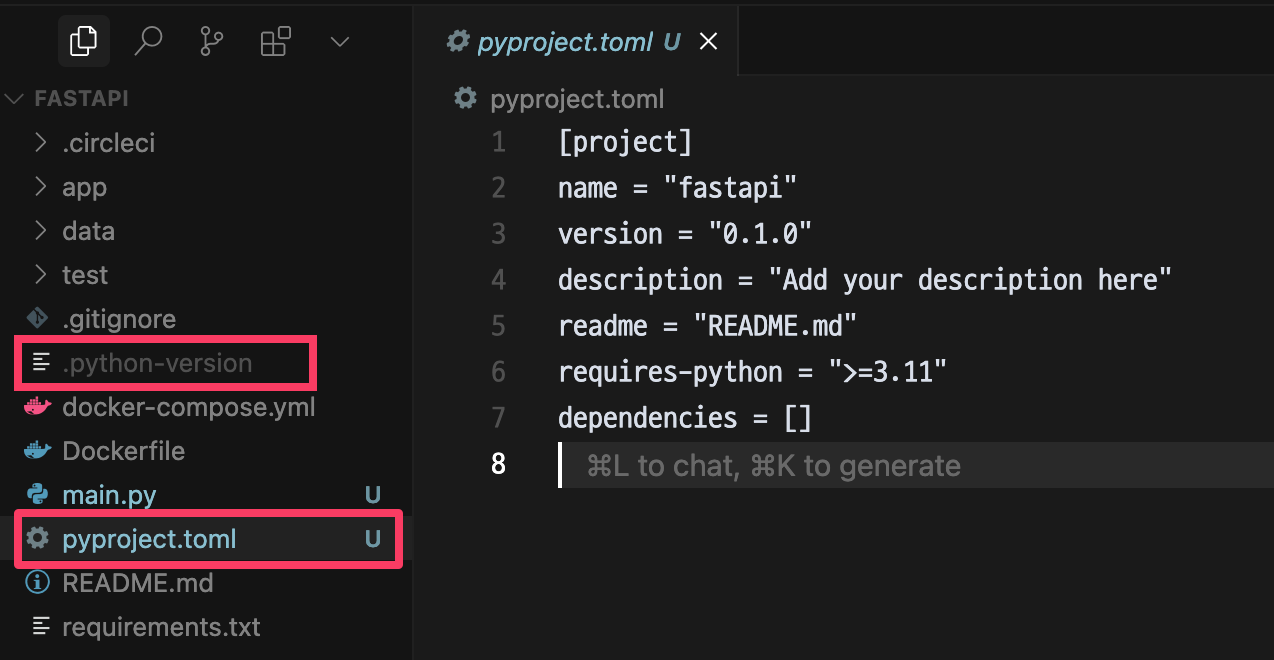 FASTAPI
.circleci
app
data
test
.gitignore
.python-version
docker-compose.yml
Dockerfile
main.py U
pyproject.toml U
README.md
requirements.txt
pyproject.toml U
pyproject.toml
1 [project]
2 name = "fastapi"
3 version = "0.1.0"
4 description = "Add your description here"
5 readme = "README.md"
6 requires-python = ">=3.11"
7 dependencies = []
8 ⌘L to chat, ⌘K to generate